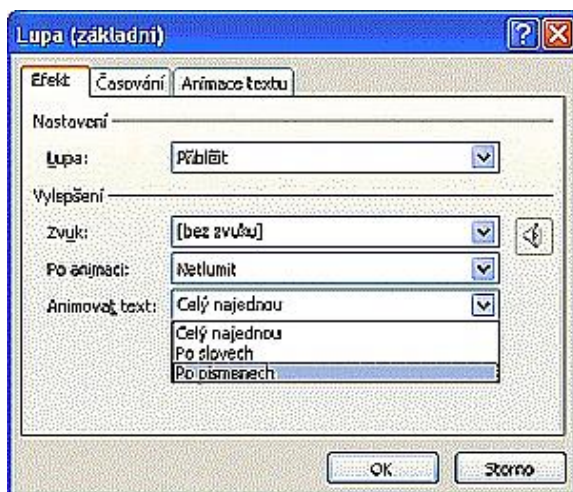 Lupa (základní)
Efekt Časování Animace textu
Nastavení
Lupa: Přiblížit
Vylepšení
Zvuk: [bez zvuku]
Po animaci: Netlumit
Animovat text: Celý najednou
Celý najednou
Po slovech
Po písmenech
OK Storno